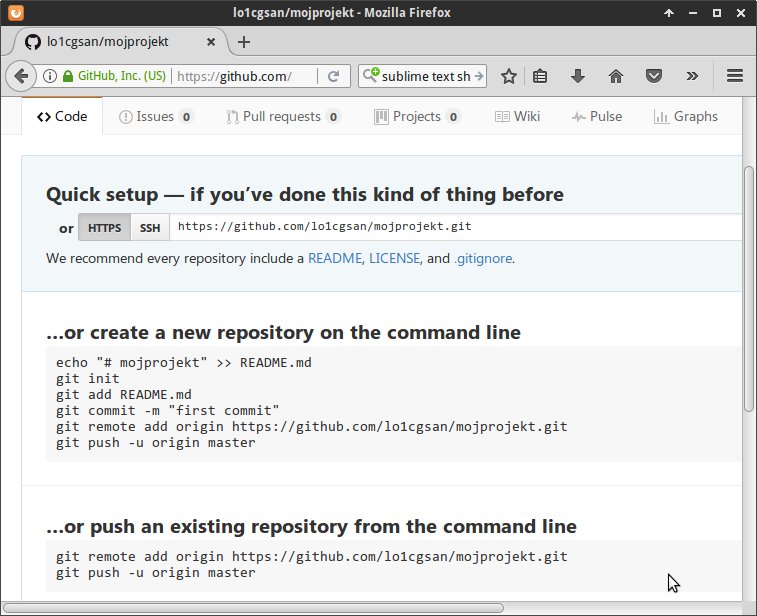 lo1cgsan/mojprojekt - Mozilla Firefox
lo1cgsan/mojprojekt
GitHub, Inc. (US) https://github.com/ sublime text sh
Code Issues 0 Pull requests 0 Projects 0 Wiki Pulse Graphs
Quick setup — if you’ve done this kind of thing before
or HTTPS SSH https://github.com/lo1cgsan/mojprojekt.git
We recommend every repository include a README, LICENSE, and .gitignore.
…or create a new repository on the command line
echo "# mojprojekt" >> README.md
git init
git add README.md
git commit -m "first commit"
git remote add origin https://github.com/lo1cgsan/mojprojekt.git
git push -u origin master
…or push an existing repository from the command line
git remote add origin https://github.com/lo1cgsan/mojprojekt.git
git push -u origin master